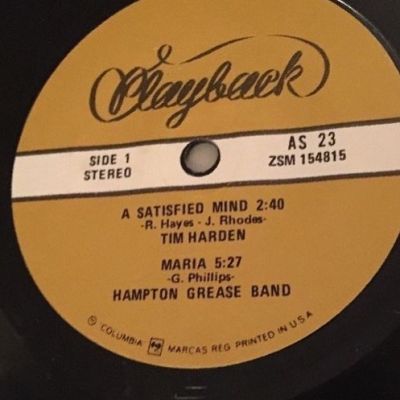 Playback
SIDE 1
STEREO
AS 23
ZSM 154815
A SATISFIED MIND 2:40
-R. Hayes - J. Rhodes-
TIM HARDEN
MARIA 5:27
-G. Phillips-
HAMPTON GREASE BAND
© COLUMBIA MARCAS REG. PRINTED IN U.S.A.